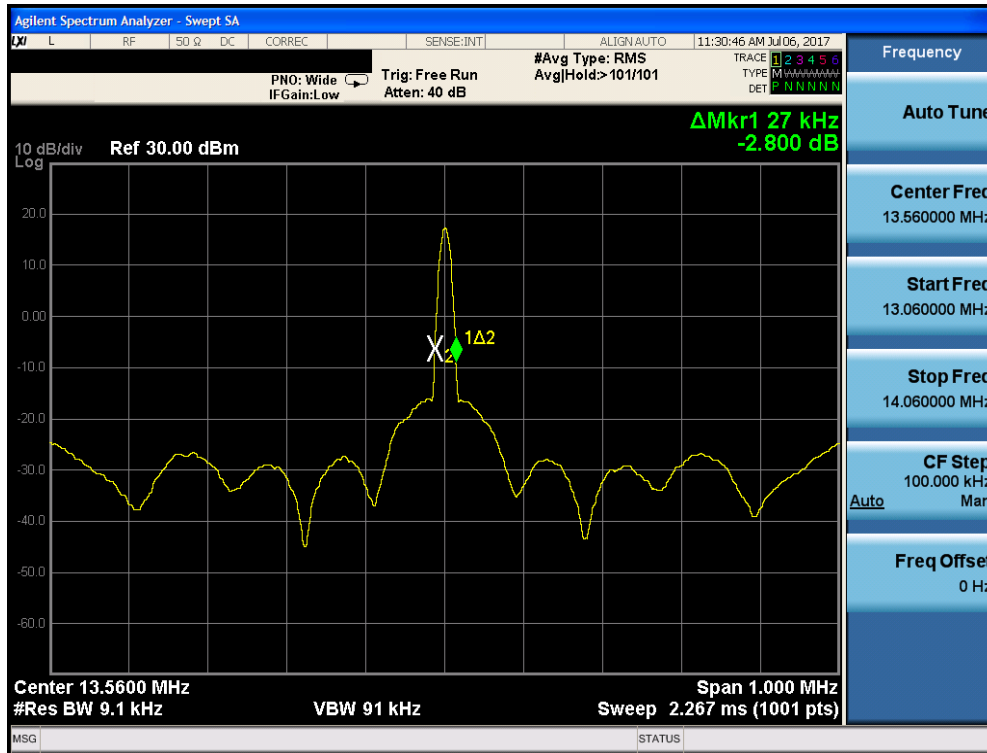 Agilent Spectrum Analyzer - Swept SA
LXI L RF 50 Ω DC CORREC SENSE:INT ALIGN AUTO 11:30:46 AM Jul 06, 2017
Frequency
#Avg Type: RMS TRACE 1 2 3 4 5 6
PNO: Wide Trig: Free Run Avg|Hold:>101/101 TYPE M
IFGain:Low Atten: 40 dB DET P N N N N N
Auto Tune
ΔMkr1 27 kHz
10 dB/div Ref 30.00 dBm -2.800 dB
Log
Center Freq
13.560000 MHz
20.0
10.0
Start Freq
13.060000 MHz
0.00
1Δ2
X2
-10.0
Stop Freq
14.060000 MHz
-20.0
-30.0
CF Step
100.000 kHz
Auto Man
-40.0
-50.0
Freq Offset
0 Hz
-60.0
Center 13.5600 MHz Span 1.000 MHz
#Res BW 9.1 kHz VBW 91 kHz Sweep 2.267 ms (1001 pts)
MSG STATUS